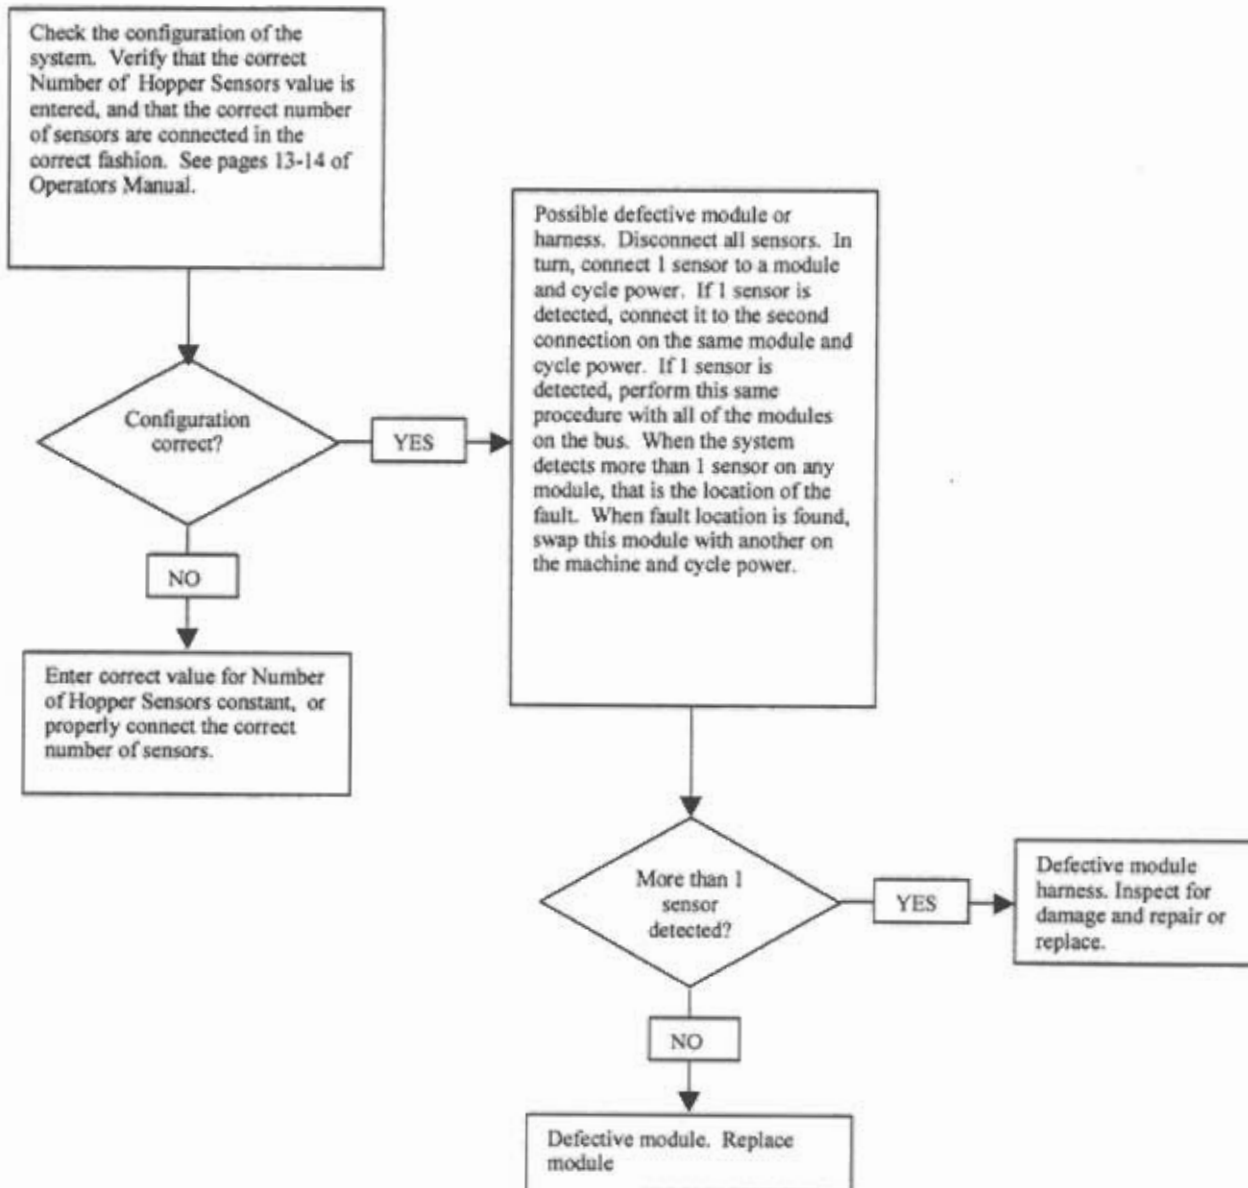 Check the configuration of the
system. Verify that the correct
Number of Hopper Sensors value is
entered, and that the correct number
of sensors are connected in the
correct fashion. See pages 13-14 of
Operators Manual.
Configuration
correct?
YES
NO
Enter correct value for Number
of Hopper Sensors constant, or
properly connect the correct
number of sensors.
Possible defective module or
harness. Disconnect all sensors. In
turn, connect 1 sensor to a module
and cycle power. If 1 sensor is
detected, connect it to the second
connection on the same module and
cycle power. If 1 sensor is
detected, perform this same
procedure with all of the modules
on the bus. When the system
detects more than 1 sensor on any
module, that is the location of the
fault. When fault location is found,
swap this module with another on
the machine and cycle power.
More than 1
sensor
detected?
YES
Defective module
harness. Inspect for
damage and repair or
replace.
NO
Defective module. Replace
module